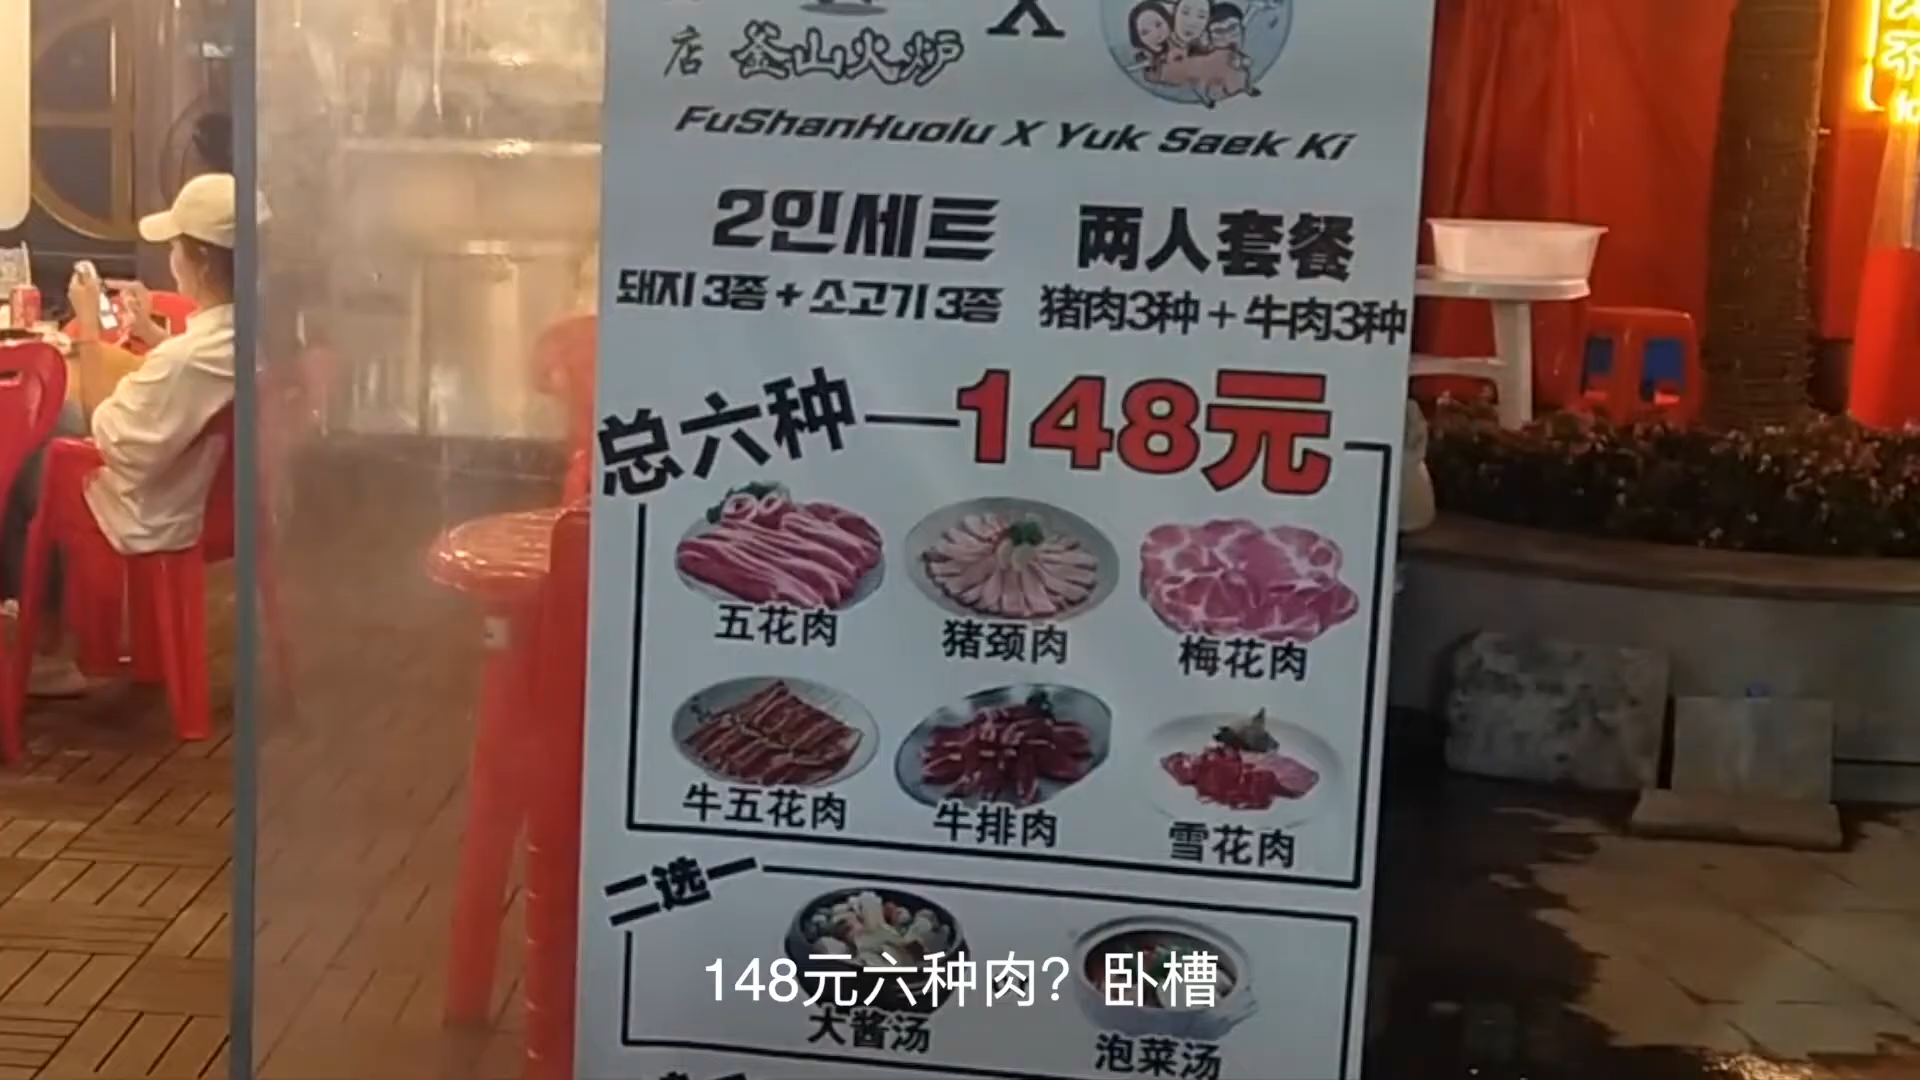 店 釜山火炉 X
FuShanHuolu X Yuk Saek Ki
2인세트 两人套餐
돼지3종+소고기3종 猪肉3种+牛肉3种
总六种 148元
五花肉 猪颈肉 梅花肉
牛五花肉 牛排肉 雪花肉
二选一
148元六种肉？卧槽
大酱汤 泡菜汤